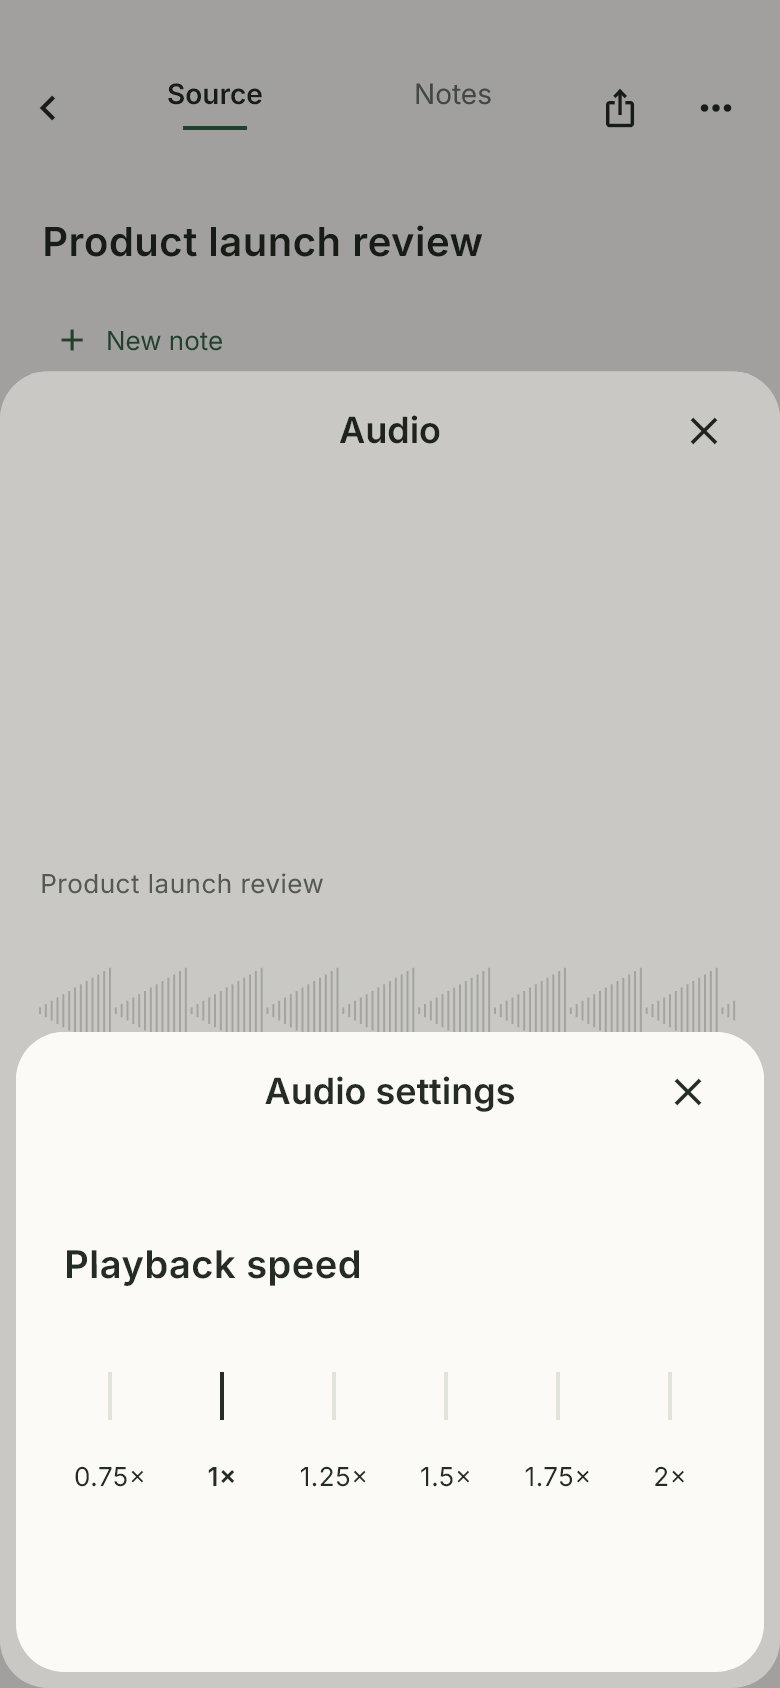 Source
Notes
Product launch review
New note
Audio
Product launch review
Audio settings
Playback speed
0.75× 1× 1.25× 1.5× 1.75× 2×